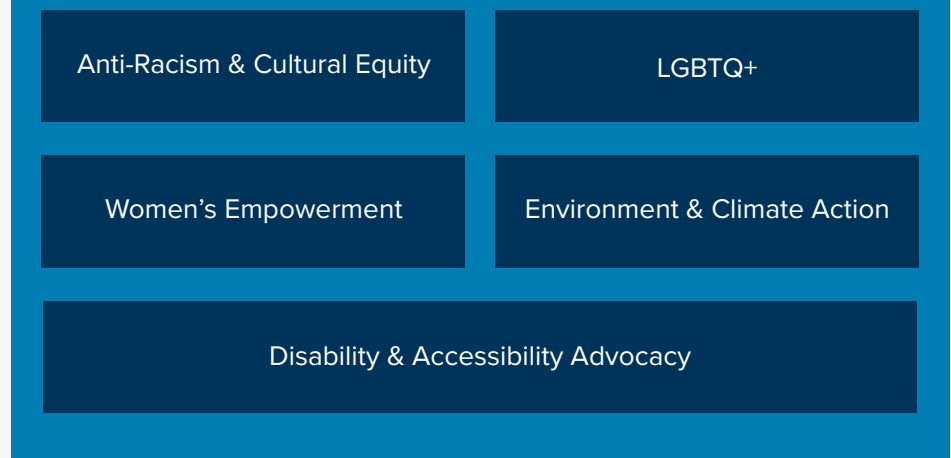 Anti-Racism & Cultural Equity
LGBTQ+
Women’s Empowerment
Environment & Climate Action
Disability & Accessibility Advocacy